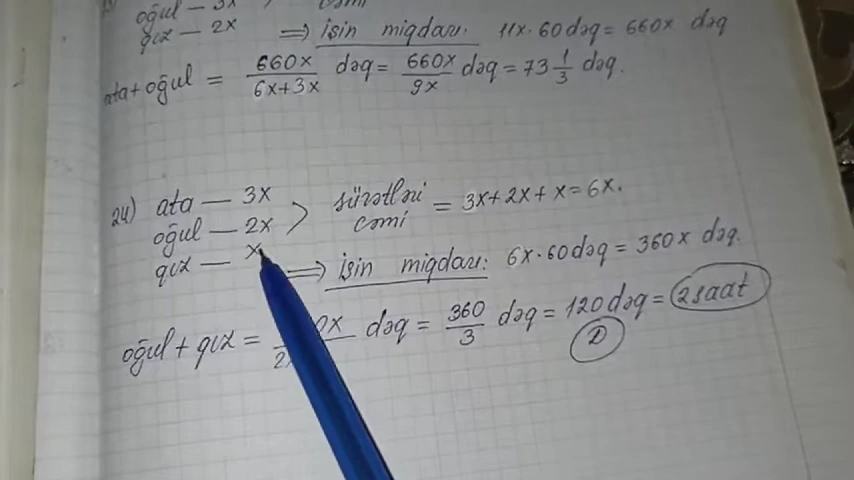 oğul — 3x
cəmi
qız — 2x
⟹ işin miqdarı: 11x · 60 dəq = 660x dəq
ata + oğul = 660x / 6x+3x dəq = 660x / 9x dəq = 73 1/3 dəq.
24) ata — 3x
oğul — 2x > sürətləri cəmi = 3x + 2x + x = 6x.
qız — x
⟹ işin miqdarı: 6x · 60 dəq = 360x dəq.
oğul + qız = dəq = 360 / 3 dəq = 120 dəq = 2 saat
D